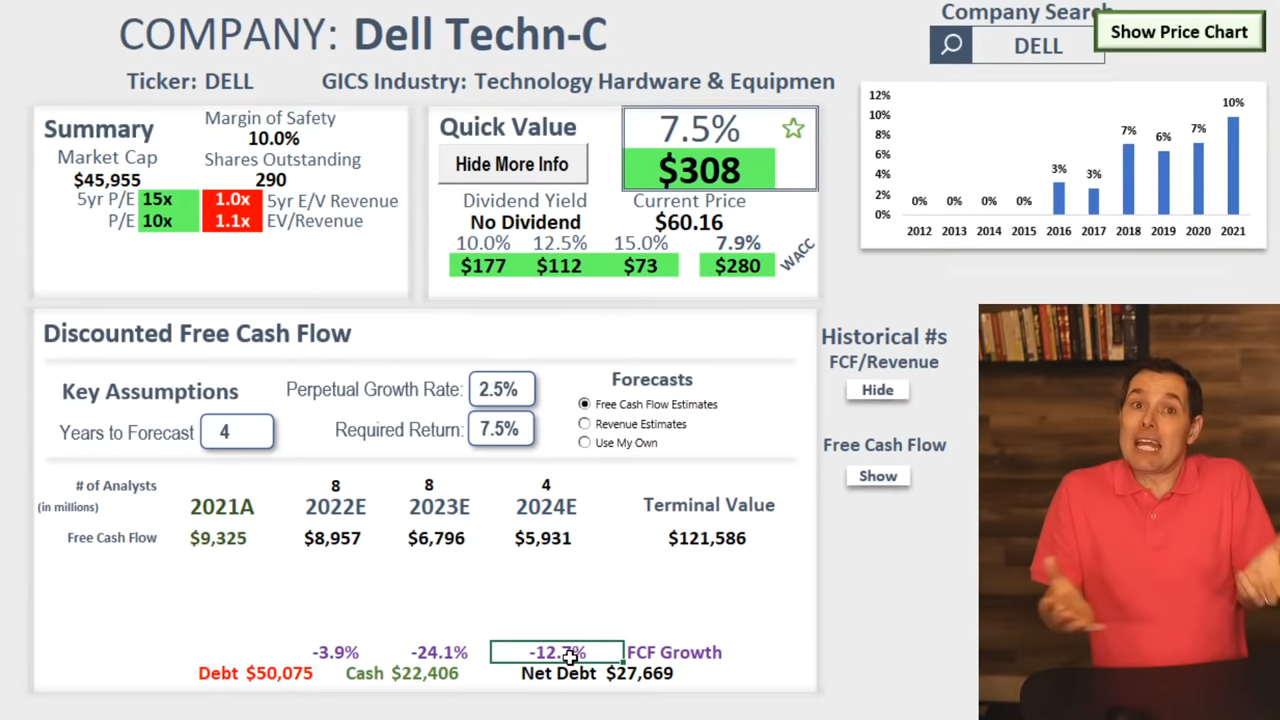 COMPANY: Dell Techn-C
Company Search
Show Price Chart
DELL
Ticker: DELL GICS Industry: Technology Hardware & Equipmen
Summary
Margin of Safety
10.0%
Market Cap
$45,955
Shares Outstanding
290
5yr P/E 15x 1.0x 5yr E/V Revenue
P/E 10x 1.1x EV/Revenue
Quick Value
Hide More Info
7.5%
$308
Dividend Yield
No Dividend
Current Price
$60.16
10.0% 12.5% 15.0% 7.9%
$177 $112 $73 $280
WACC
12%
10%
8%
6%
4%
2%
0%
0% 0% 0% 0% 3% 3% 7% 6% 7% 10%
2012 2013 2014 2015 2016 2017 2018 2019 2020 2021
Discounted Free Cash Flow
Key Assumptions
Years to Forecast 4
Perpetual Growth Rate: 2.5%
Required Return: 7.5%
Forecasts
Free Cash Flow Estimates
Revenue Estimates
Use My Own
Historical #s
FCF/Revenue
Hide
Free Cash Flow
Show
# of Analysts 8 8 4
(in millions) 2021A 2022E 2023E 2024E Terminal Value
Free Cash Flow $9,325 $8,957 $6,796 $5,931 $121,586
-3.9% -24.1% -12.7% FCF Growth
Debt $50,075 Cash $22,406 Net Debt $27,669